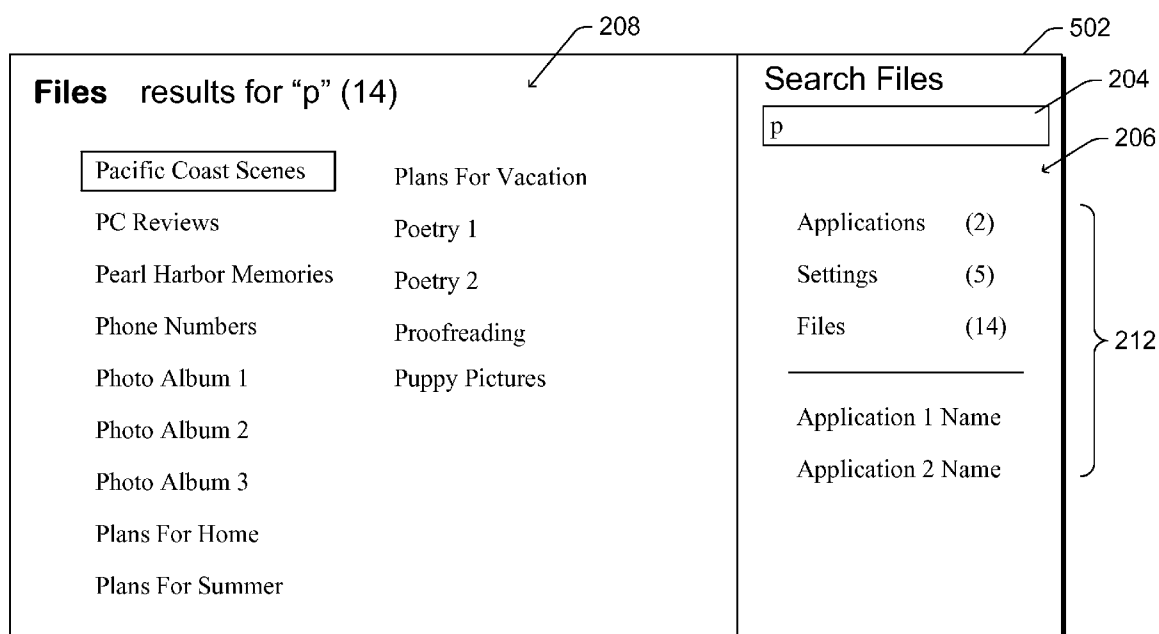 208
502
Files results for “p” (14)
Search Files
204
p
206
Pacific Coast Scenes
PC Reviews
Pearl Harbor Memories
Phone Numbers
Photo Album 1
Photo Album 2
Photo Album 3
Plans For Home
Plans For Summer
Plans For Vacation
Poetry 1
Poetry 2
Proofreading
Puppy Pictures
Applications (2)
Settings (5)
Files (14)
212
Application 1 Name
Application 2 Name